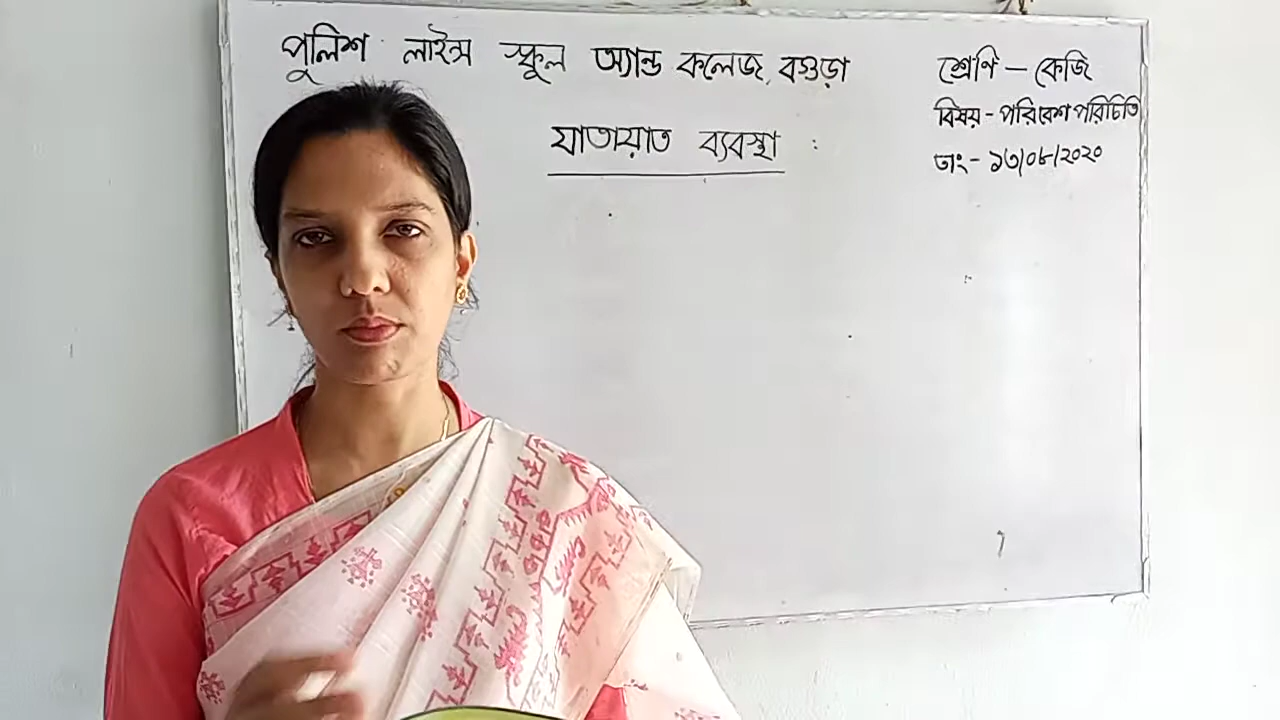 পুলিশ লাইন্স স্কুল অ্যান্ড কলেজ, বগুড়া
যাতায়াত ব্যবস্থা :
শ্রেণি - কেজি
বিষয় - পরিবেশ পরিচিতি
তাং - ১৩/০৮/২০২০